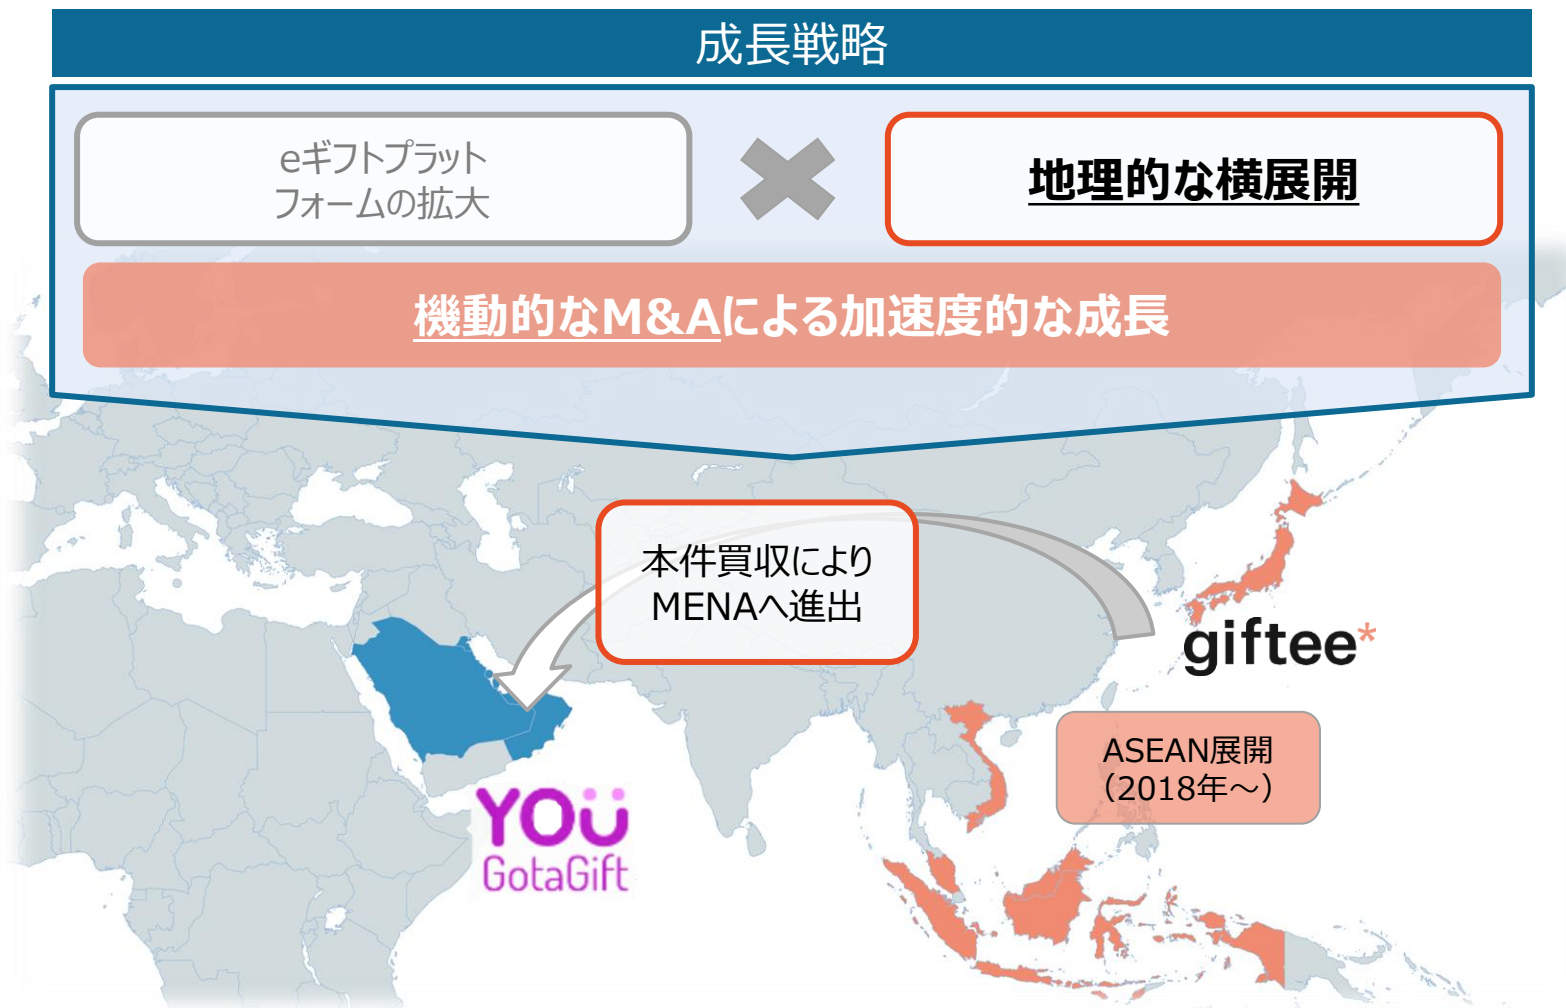 成長戦略
eギフトプラット
フォームの拡大
地理的な横展開
機動的なM&Aによる加速度的な成長
本件買収により
MENAへ進出
giftee*
ASEAN展開
（2018年～）
YOÜ
GotaGift